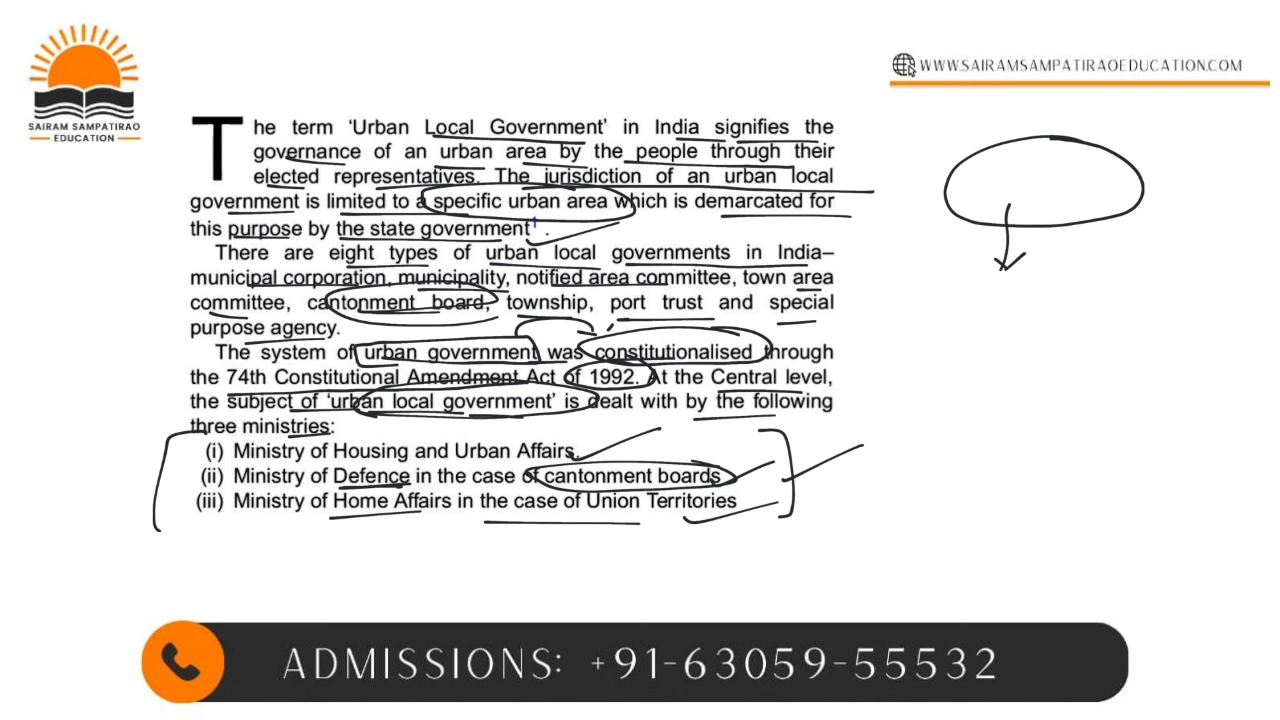 SAIRAM SAMPATIRAO
EDUCATION
WWW.SAIRAMSAMPATIRAOEDUCATION.COM
The term ‘Urban Local Government’ in India signifies the
governance of an urban area by the people through their
elected representatives. The jurisdiction of an urban local
government is limited to a specific urban area which is demarcated for
this purpose by the state government1 .
There are eight types of urban local governments in India–
municipal corporation, municipality, notified area committee, town area
committee, cantonment board, township, port trust and special
purpose agency.
The system of urban government was constitutionalised through
the 74th Constitutional Amendment Act of 1992. At the Central level,
the subject of ‘urban local government’ is dealt with by the following
three ministries:
(i) Ministry of Housing and Urban Affairs.
(ii) Ministry of Defence in the case of cantonment boards
(iii) Ministry of Home Affairs in the case of Union Territories
ADMISSIONS: +91-63059-55532